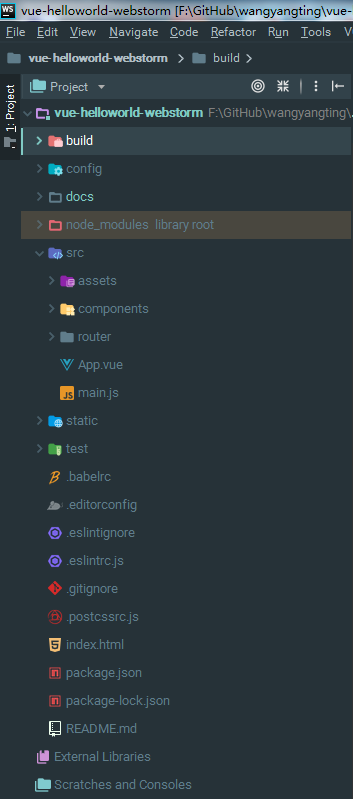 WS vue-helloworld-webstorm [F:\GitHub\wangyangting\vue-
File Edit View Navigate Code Refactor Run Tools V
vue-helloworld-webstorm build
1: Project
Project
vue-helloworld-webstorm F:\GitHub\wangyangting\
build
config
docs
node_modules library root
src
assets
components
router
App.vue
JS main.js
static
test
.babelrc
.editorconfig
.eslintignore
.eslintrc.js
.gitignore
.postcssrc.js
index.html
package.json
package-lock.json
README.md
External Libraries
Scratches and Consoles